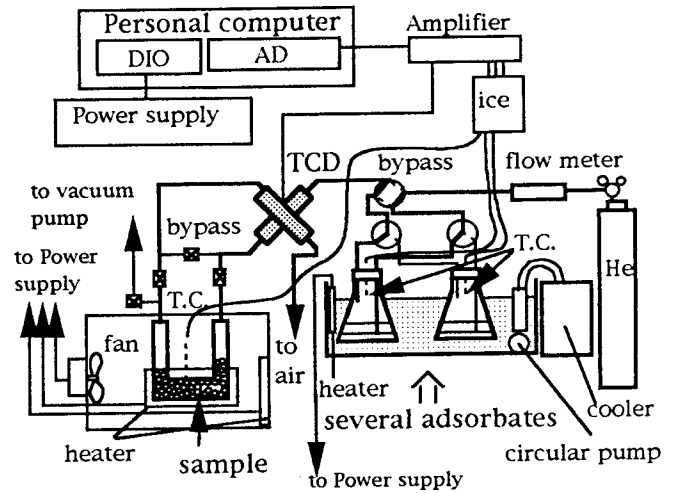 Personal computer
DIO
AD
Amplifier
Power supply
ice
TCD
bypass
flow meter
to vacuum
pump
bypass
to Power
supply
T.C.
T.C.
He
fan
to
air
heater
cooler
several adsorbates
heater
sample
circular pump
to Power supply